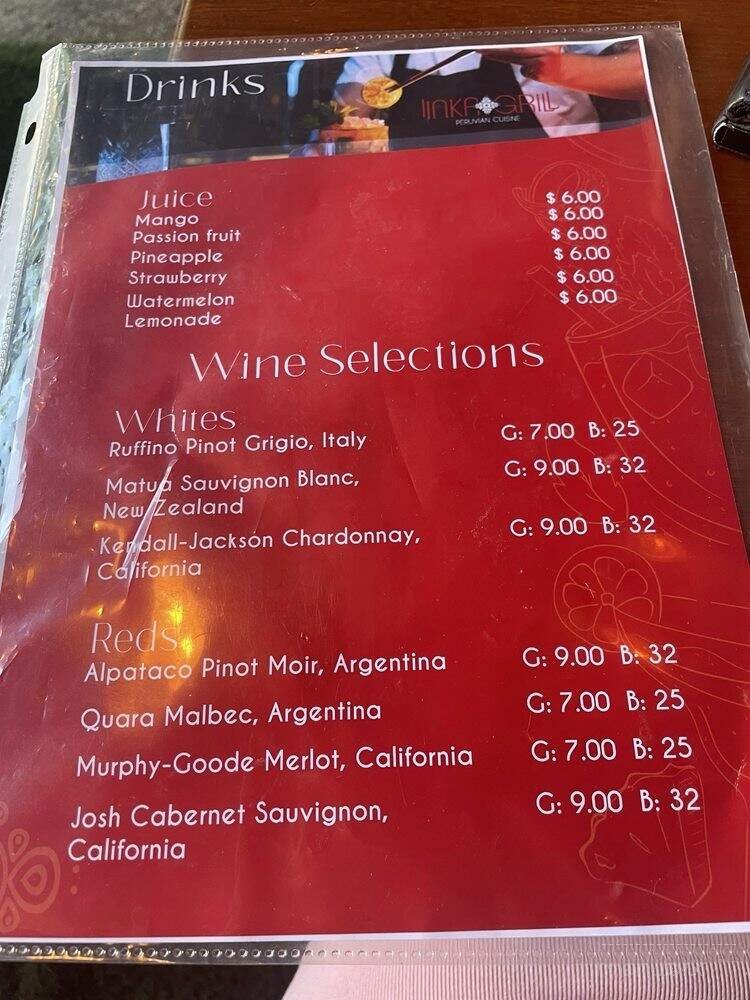 Drinks
IINKA GRILL
PERUVIAN CUISINE
Juice
$ 6.00
Mango
$ 6.00
Passion fruit
$ 6.00
Pineapple
$ 6.00
Strawberry
$ 6.00
Watermelon
$ 6.00
Lemonade
Wine Selections
Whites
Ruffino Pinot Grigio, Italy G: 7.00 B: 25
Matua Sauvignon Blanc, G: 9.00 B: 32
New Zealand
Kendall-Jackson Chardonnay, G: 9.00 B: 32
California
Reds
Alpataco Pinot Moir, Argentina G: 9.00 B: 32
Quara Malbec, Argentina G: 7.00 B: 25
Murphy-Goode Merlot, California G: 7.00 B: 25
Josh Cabernet Sauvignon, G: 9.00 B: 32
California